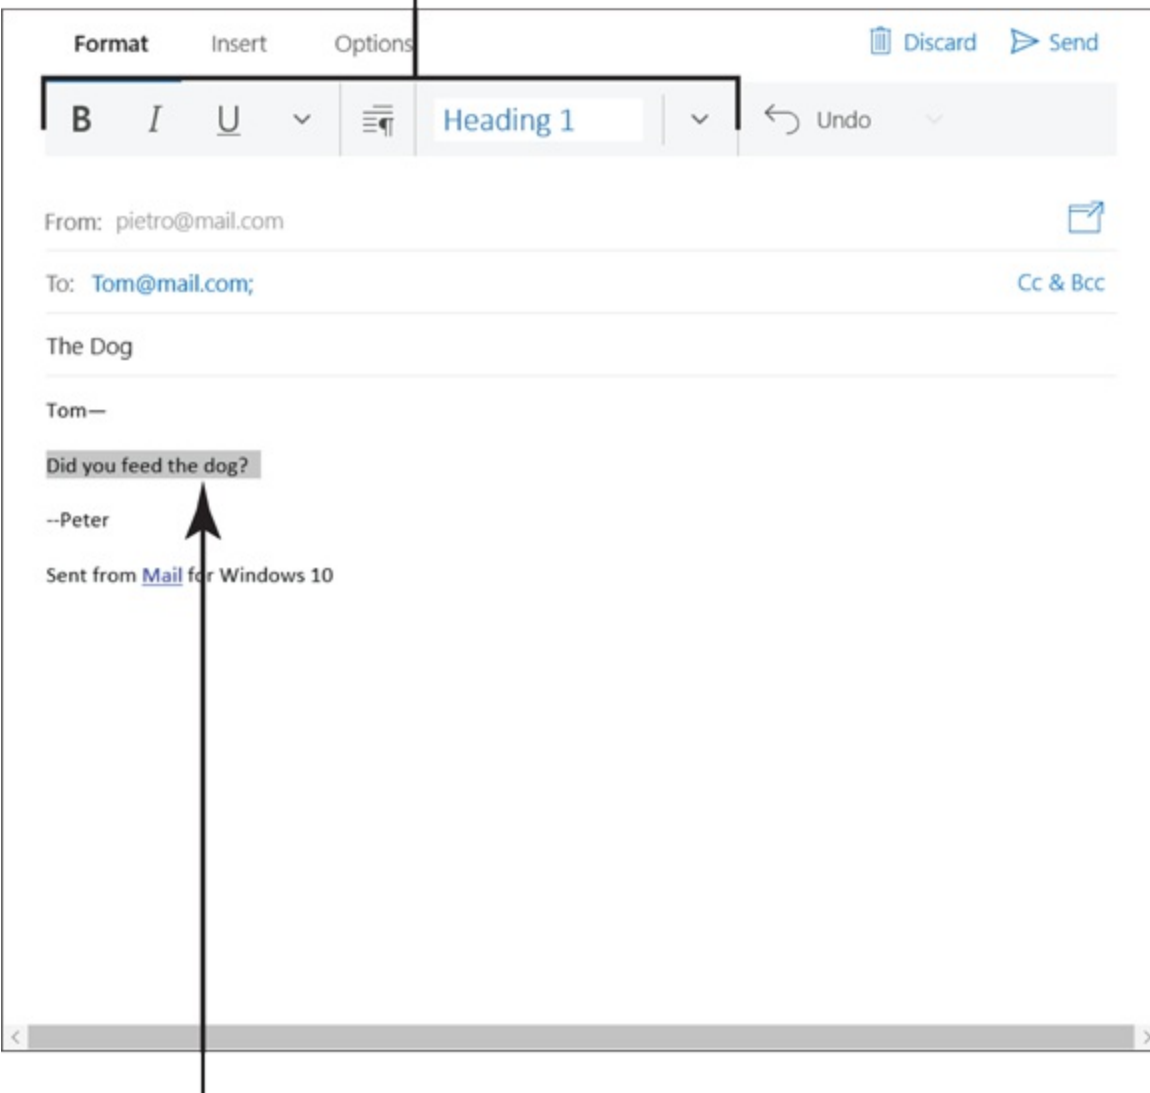 Format Insert Options Discard Send
B I U Heading 1 Undo
From: pietro@mail.com
To: Tom@mail.com; Cc & Bcc
The Dog
Tom—
Did you feed the dog?
--Peter
Sent from Mail for Windows 10